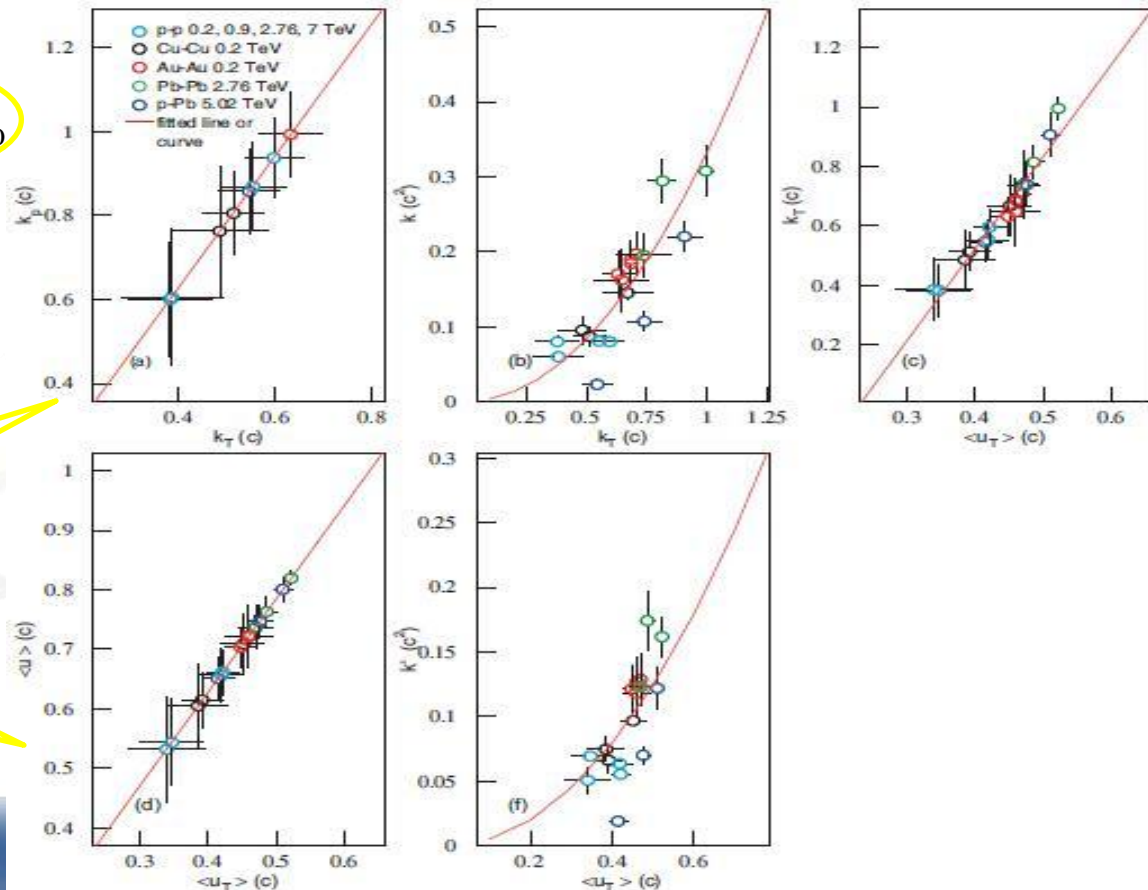 p-p 0.2, 0.9, 2.76, 7 TeV
Cu-Cu 0.2 TeV
Au-Au 0.2 TeV
Pb-Pb 2.76 TeV
p-Pb 5.02 TeV
fitted line or
curve
1.2
1
0.8
0.6
0.4
k_p (c)
(a)
0.4 0.6 0.8
k_T (c)
0.5
0.4
0.3
0.2
0.1
0
k (c²)
(b)
0.25 0.5 0.75 1 1.25
k_T (c)
1.2
1
0.8
0.6
0.4
0.2
k_T (c)
(c)
0.3 0.4 0.5 0.6
<u_T> (c)
1
0.9
0.8
0.7
0.6
0.5
0.4
<u> (c)
(d)
0.3 0.4 0.5 0.6
<u_T> (c)
0.3
0.25
0.2
0.15
0.1
0.05
0
k' (c²)
(f)
0.2 0.4 0.6
<u_T> (c)